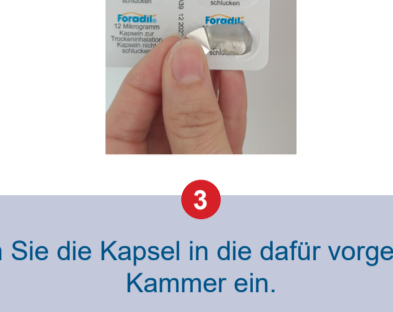 schlucken
schlucken
Foradil
Foradil
12 Mikrogramm
Kapseln zur
Trockeninhalation
Kapseln nicht
schlucken
3
Sie die Kapsel in die dafür
Kammer ein.